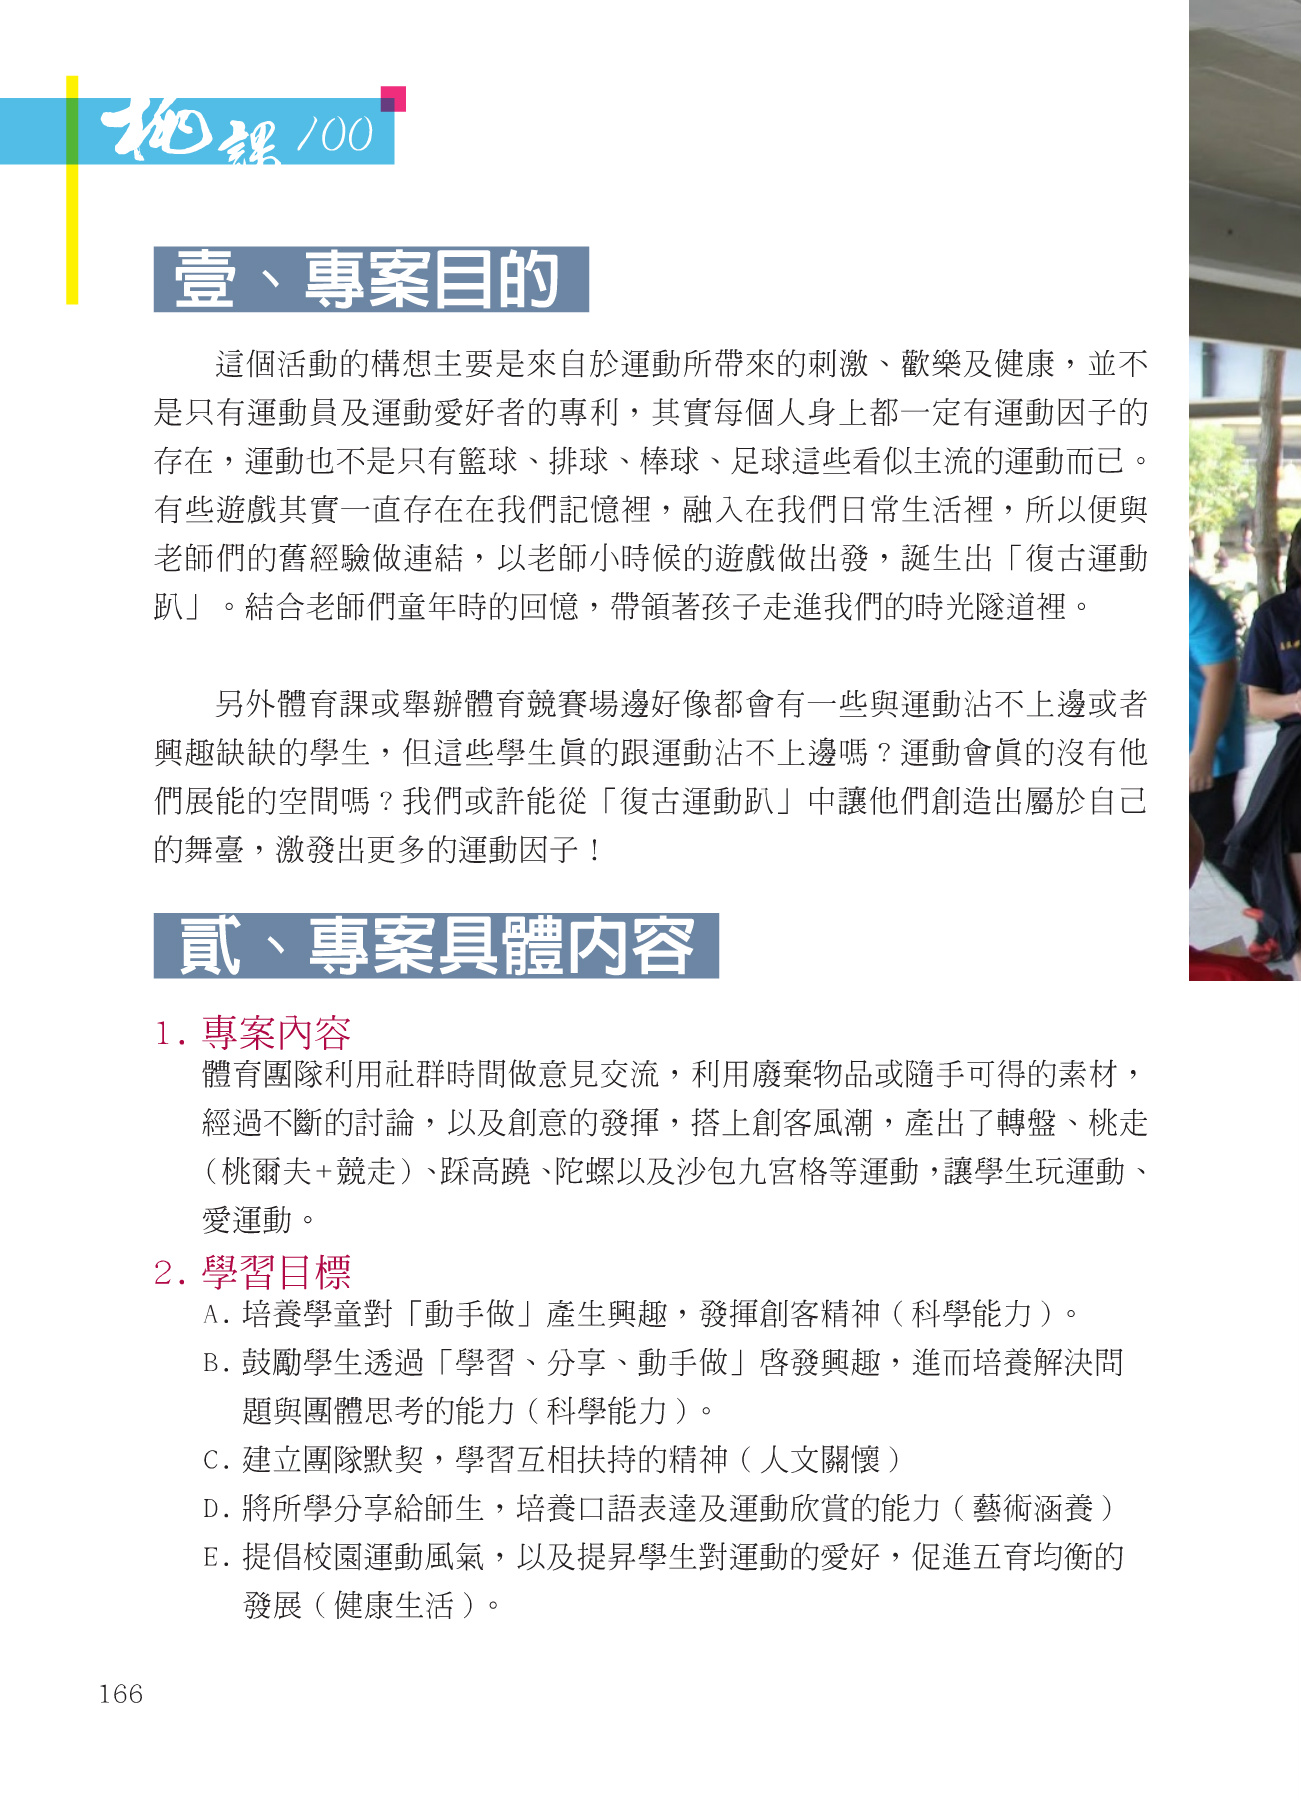 桃課100
壹、專案目的
這個活動的構想主要是來自於運動所帶來的刺激、歡樂及健康，並不
是只有運動員及運動愛好者的專利，其實每個人身上都一定有運動因子的
存在，運動也不是只有籃球、排球、棒球、足球這些看似主流的運動而已。
有些遊戲其實一直存在在我們記憶裡，融入在我們日常生活裡，所以便與
老師們的舊經驗做連結，以老師小時候的遊戲做出發，誕生出「復古運動
趴」。結合老師們童年時的回憶，帶領著孩子走進我們的時光隧道裡。
另外體育課或舉辦體育競賽場邊好像都會有一些與運動沾不上邊或者
興趣缺缺的學生，但這些學生真的跟運動沾不上邊嗎？運動會真的沒有他
們展能的空間嗎？我們或許能從「復古運動趴」中讓他們創造出屬於自己
的舞臺，激發出更多的運動因子！
貳、專案具體內容
1. 專案內容
體育團隊利用社群時間做意見交流，利用廢棄物品或隨手可得的素材，
經過不斷的討論，以及創意的發揮，搭上創客風潮，產出了轉盤、桃走
（桃爾夫+競走）、踩高蹺、陀螺以及沙包九宮格等運動，讓學生玩運動、
愛運動。
2. 學習目標
A. 培養學童對「動手做」產生興趣，發揮創客精神（科學能力）。
B. 鼓勵學生透過「學習、分享、動手做」啓發興趣，進而培養解決問
題與團體思考的能力（科學能力）。
C. 建立團隊默契，學習互相扶持的精神（人文關懷）
D. 將所學分享給師生，培養口語表達及運動欣賞的能力（藝術涵養）
E. 提倡校園運動風氣，以及提昇學生對運動的愛好，促進五育均衡的
發展（健康生活）。
166